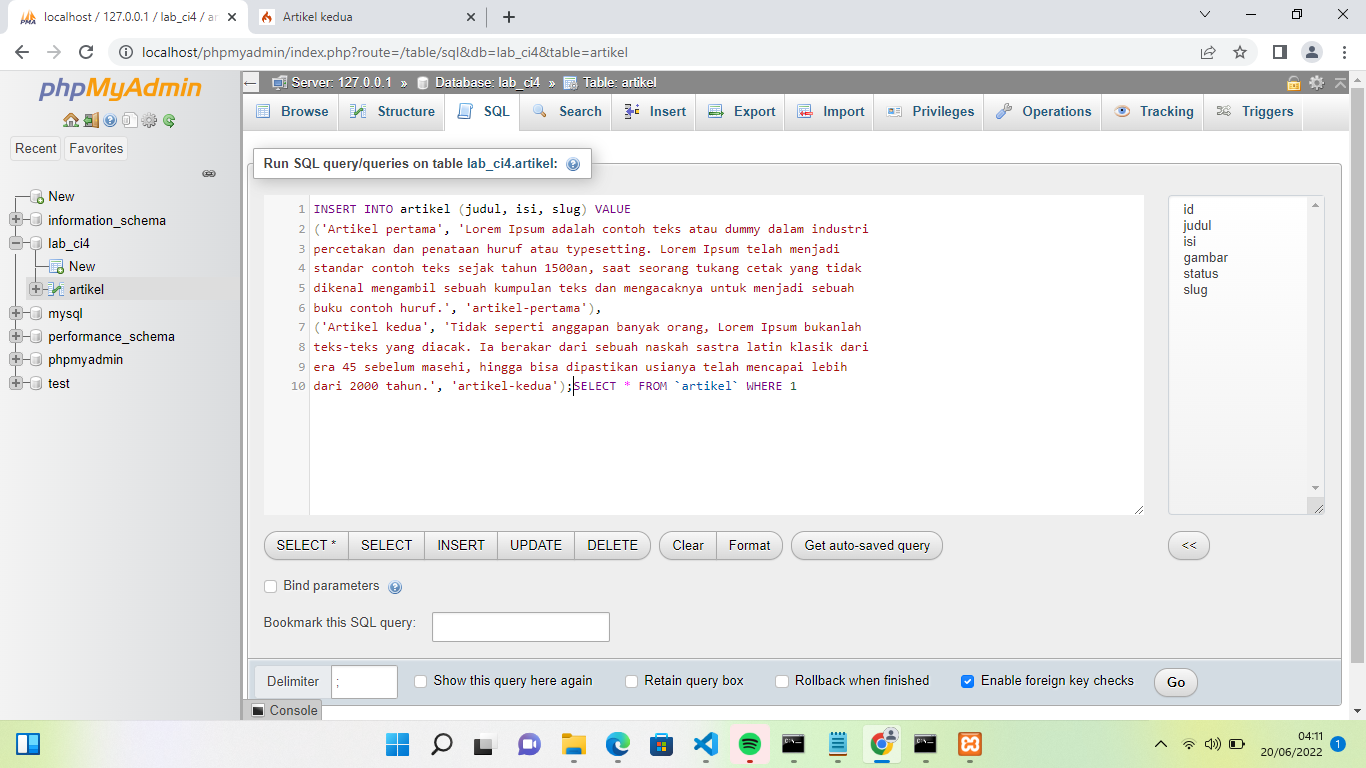 localhost / 127.0.0.1 / lab_ci4 / ar
Artikel kedua
localhost/phpmyadmin/index.php?route=/table/sql&db=lab_ci4&table=artikel
phpMyAdmin
Recent
Favorites
New
information_schema
lab_ci4
New
artikel
mysql
performance_schema
phpmyadmin
test
Server: 127.0.0.1 » Database: lab_ci4 » Table: artikel
Browse
Structure
SQL
Search
Insert
Export
Import
Privileges
Operations
Tracking
Triggers
Run SQL query/queries on table lab_ci4.artikel:
1 INSERT INTO artikel (judul, isi, slug) VALUE
2 ('Artikel pertama', 'Lorem Ipsum adalah contoh teks atau dummy dalam industri
3 percetakan dan penataan huruf atau typesetting. Lorem Ipsum telah menjadi
4 standar contoh teks sejak tahun 1500an, saat seorang tukang cetak yang tidak
5 dikenal mengambil sebuah kumpulan teks dan mengacaknya untuk menjadi sebuah
6 buku contoh huruf.', 'artikel-pertama'),
7 ('Artikel kedua', 'Tidak seperti anggapan banyak orang, Lorem Ipsum bukanlah
8 teks-teks yang diacak. Ia berakar dari sebuah naskah sastra latin klasik dari
9 era 45 sebelum masehi, hingga bisa dipastikan usianya telah mencapai lebih
10 dari 2000 tahun.', 'artikel-kedua');SELECT * FROM `artikel` WHERE 1
id
judul
isi
gambar
status
slug
SELECT *
SELECT
INSERT
UPDATE
DELETE
Clear
Format
Get auto-saved query
<<
Bind parameters
Bookmark this SQL query:
Delimiter
;
Show this query here again
Retain query box
Rollback when finished
Enable foreign key checks
Go
Console
04:11
20/06/2022
1